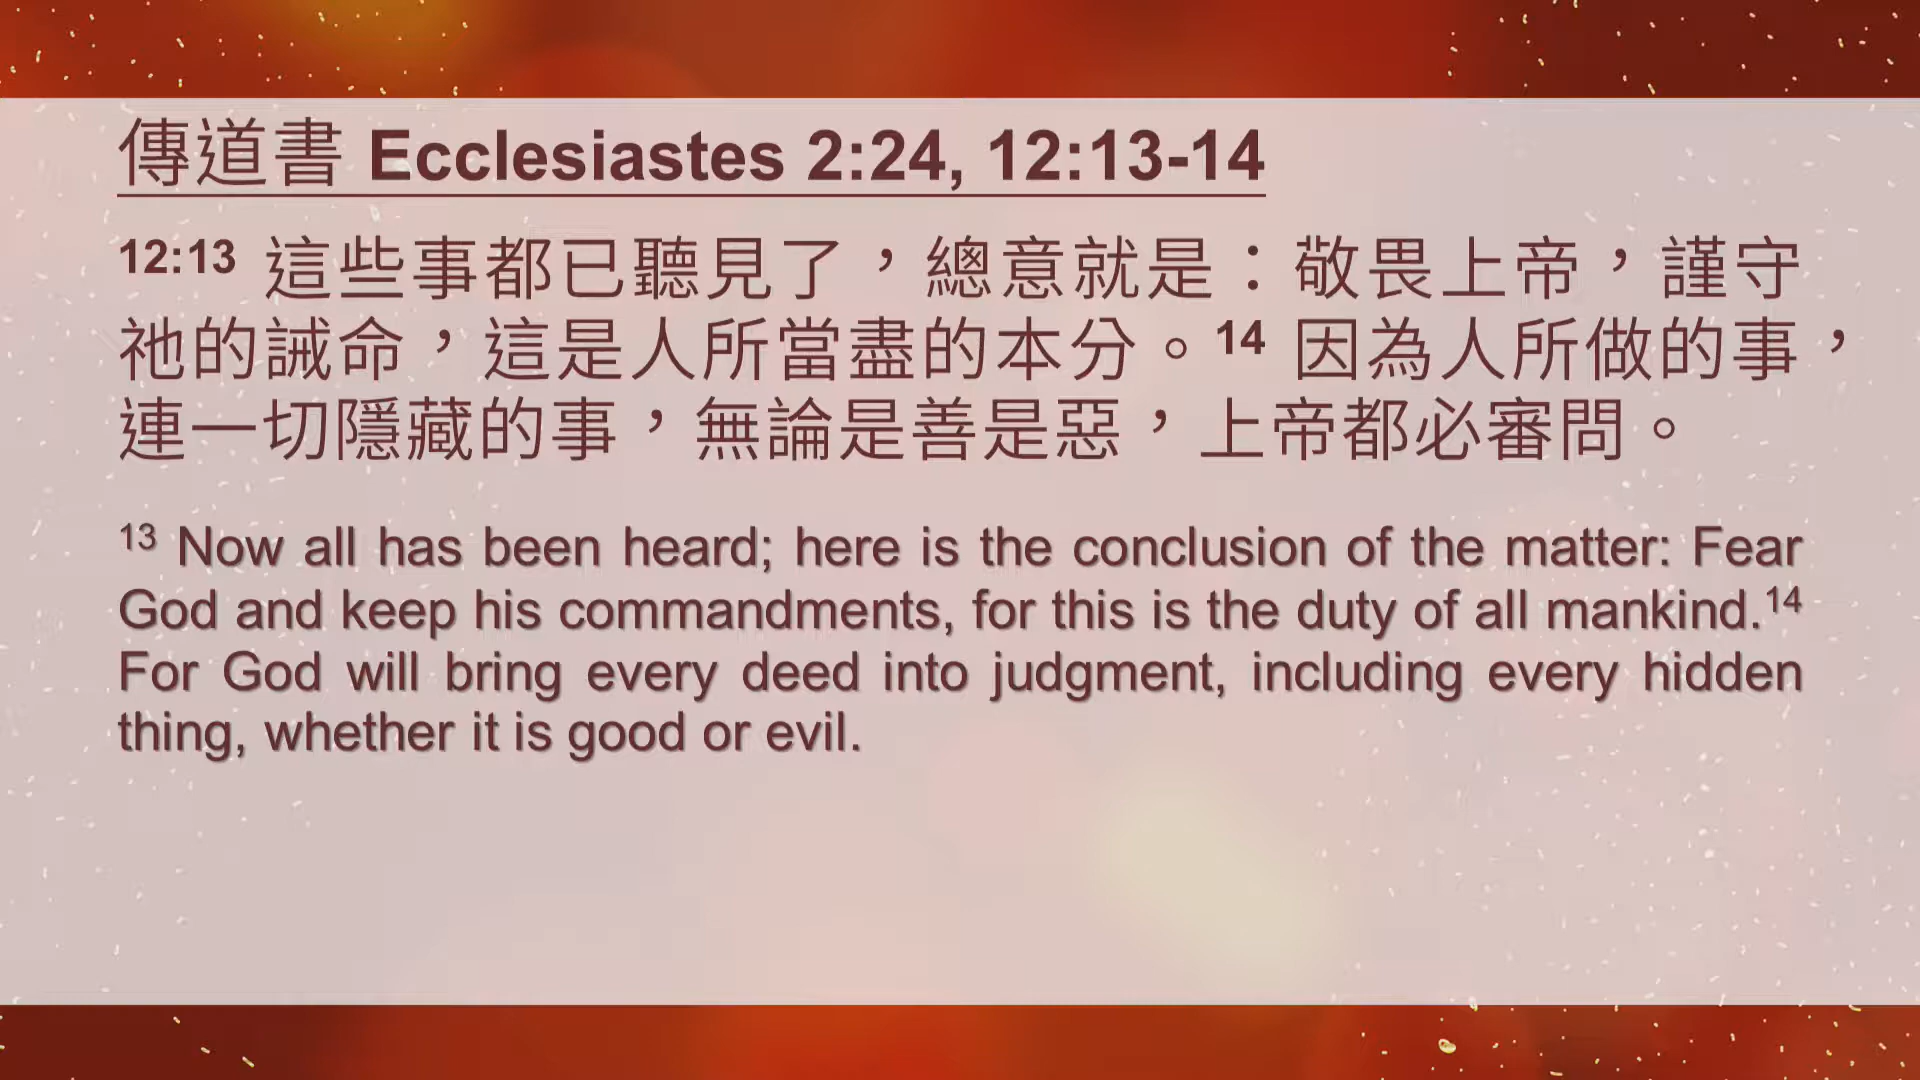 傳道書 Ecclesiastes 2:24, 12:13-14
12:13 這些事都已聽見了，總意就是：敬畏上帝，謹守
祂的誡命，這是人所當盡的本分。14 因為人所做的事，
連一切隱藏的事，無論是善是惡，上帝都必審問。
13 Now all has been heard; here is the conclusion of the matter: Fear
God and keep his commandments, for this is the duty of all mankind.14
For God will bring every deed into judgment, including every hidden
thing, whether it is good or evil.